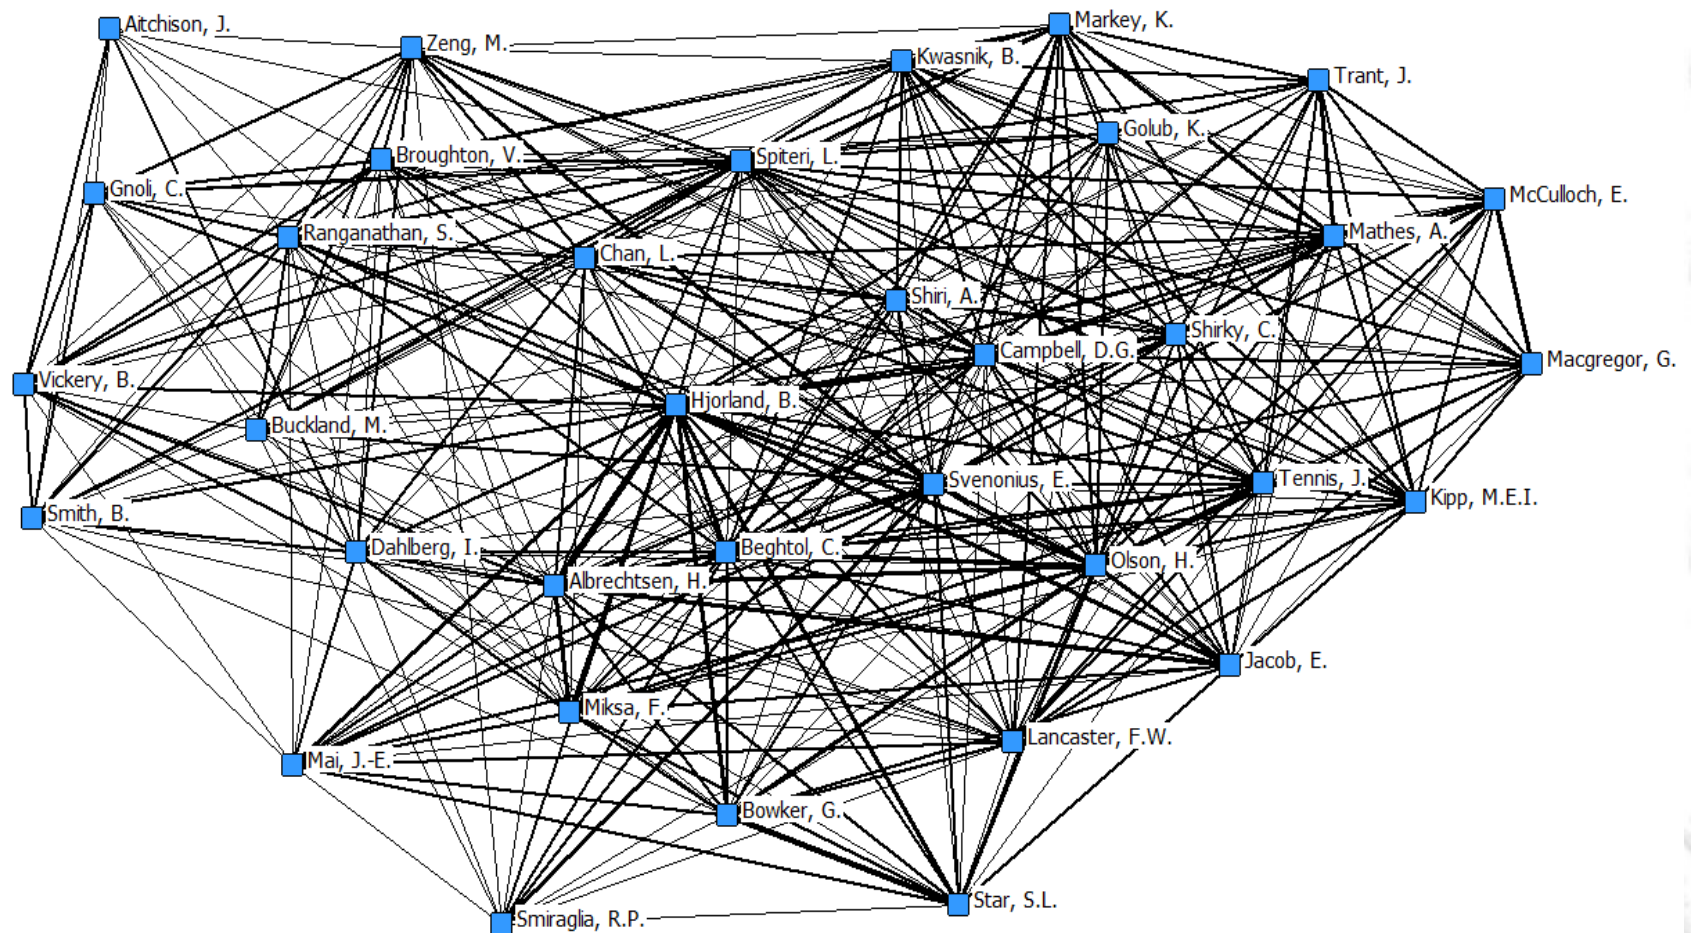 Aitchison, J.
Markey, K.
Zeng, M.
Kwasnik, B.
Trant, J.
Golub, K.
Broughton, V.
Spiteri, L.
Gnoli, C.
McCulloch, E.
Ranganathan, S.
Mathes, A.
Chan, L.
Shiri, A.
Shirky, C.
Campbell, D.G.
Macgregor, G.
Vickery, B.
Hjorland, B.
Buckland, M.
Svenonius, E.
Tennis, J.
Kipp, M.E.I.
Smith, B.
Dahlberg, I.
Beghtol, C.
Olson, H.
Albrechtsen, H.
Jacob, E.
Miksa, F.
Lancaster, F.W.
Mai, J.-E.
Bowker, G.
Star, S.L.
Smiraglia, R.P.